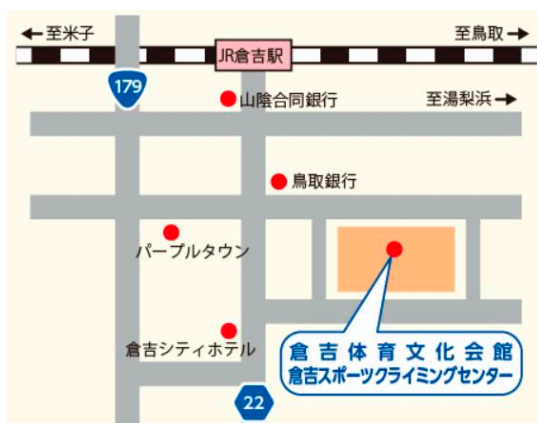 ←至米子
至鳥取→
JR倉吉駅
179
山陰合同銀行
至湯梨浜→
鳥取銀行
パープルタウン
倉吉シティホテル
倉吉体育文化会館
倉吉スポーツクライミングセンター
22